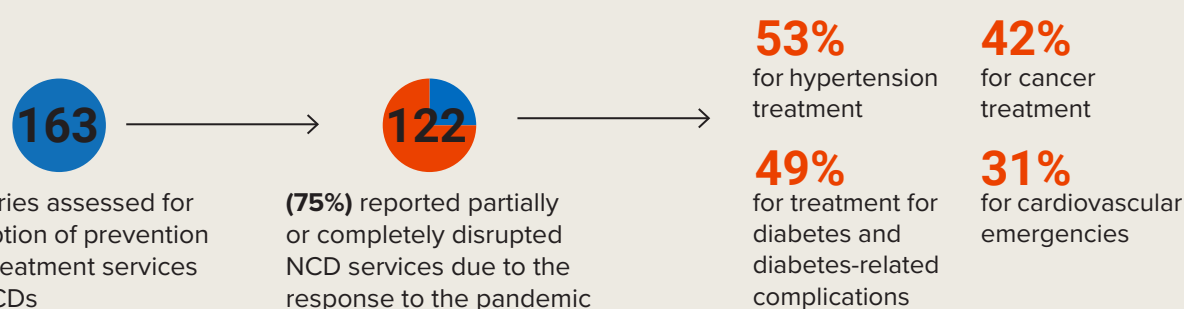 163
ries assessed for
tion of prevention
eatment services
CDs
122
(75%) reported partially
or completely disrupted
NCD services due to the
response to the pandemic
53%
for hypertension
treatment
42%
for cancer
treatment
49%
for treatment for
diabetes and
diabetes-related
complications
31%
for cardiovascular
emergencies